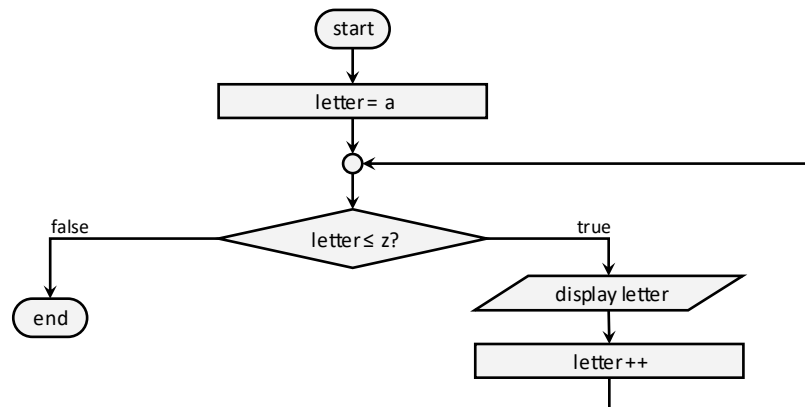 start
letter = a
false
letter ≤ z?
true
display letter
end
letter ++